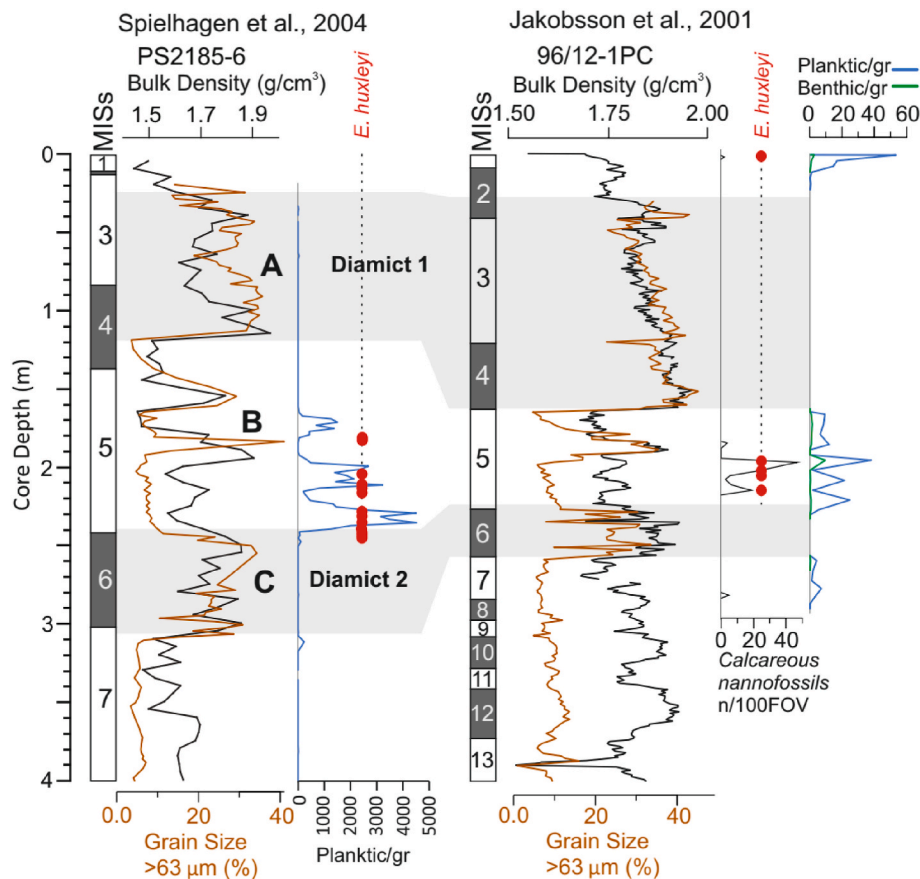 Spielhagen et al., 2004
Jakobsson et al., 2001
PS2185-6
Bulk Density (g/cm³)
1.5 1.7 1.9
E. huxleyi
96/12-1PC
Bulk Density (g/cm³)
1.50 1.75 2.00
E. huxleyi
Planktic/gr
Benthic/gr
0 20 40 60
MISs
MISs
Core Depth (m)
0
1
2
3
4
1
3
4
5
6
7
A
B
C
Diamict 1
Diamict 2
2
3
4
5
6
7
8
9
10
11
12
13
0.0 20 40
Grain Size
>63 µm (%)
0
1000
2000
3000
4000
5000
Planktic/gr
0.0 20 40
Grain Size
>63 µm (%)
0 20 40
Calcareous
nannofossils
n/100FOV